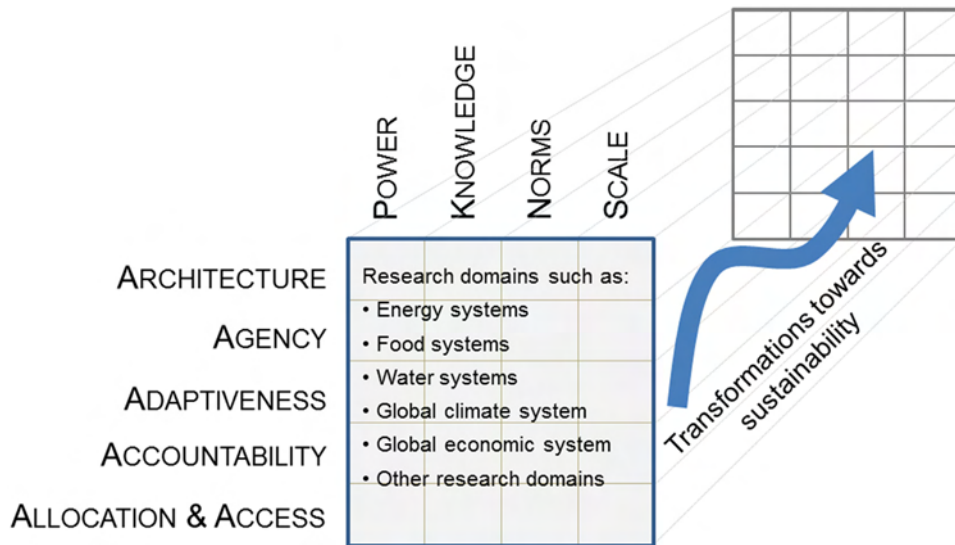 POWER
KNOWLEDGE
NORMS
SCALE
ARCHITECTURE
AGENCY
ADAPTIVENESS
ACCOUNTABILITY
ALLOCATION & ACCESS
Research domains such as:
• Energy systems
• Food systems
• Water systems
• Global climate system
• Global economic system
• Other research domains
Transformations towards
sustainability